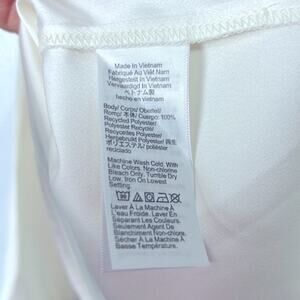 Made In Vietnam
Fabriqué Au Viêt Nam
Hergestellt In Vietnam
Vervaardigd In Vietnam
ベトナム製
hecho en vietnam
Body/ Corps/ Oberteil/
Romp/ 本体/ Cuerpo: 100%
Recycled Polyester/
Polyester Recyclé/
Recyceltes Polyester/
Hergebruikt Polyester/ 再生
ポリエステル/ poliéster
reciclado
Machine Wash Cold, With
Like Colors. Non-chlorine
Bleach Only. Tumble Dry
Low. Iron On Lowest
Setting.
Laver À La Machine À
L'eau Froide. Laver En
Séparant Les Couleurs.
Seulement Agent De
Blanchiment Non-chloré.
Sécher À La Machine À
Basse Température.